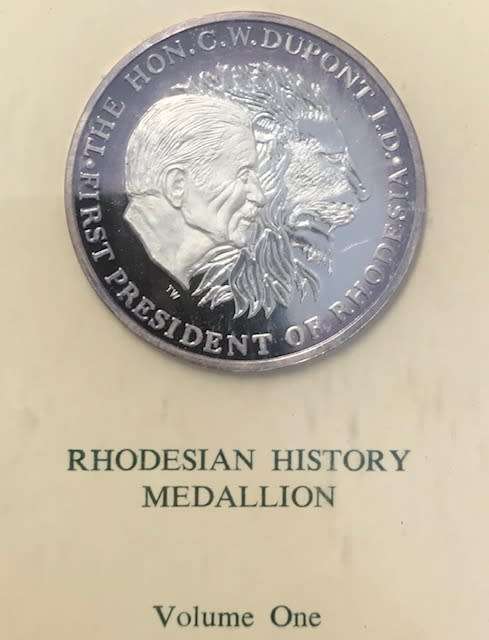 ·THE HON. C.W. DUPONT I.D.·
FIRST PRESIDENT OF RHODESIA
TW
RHODESIAN HISTORY
MEDALLION
Volume One